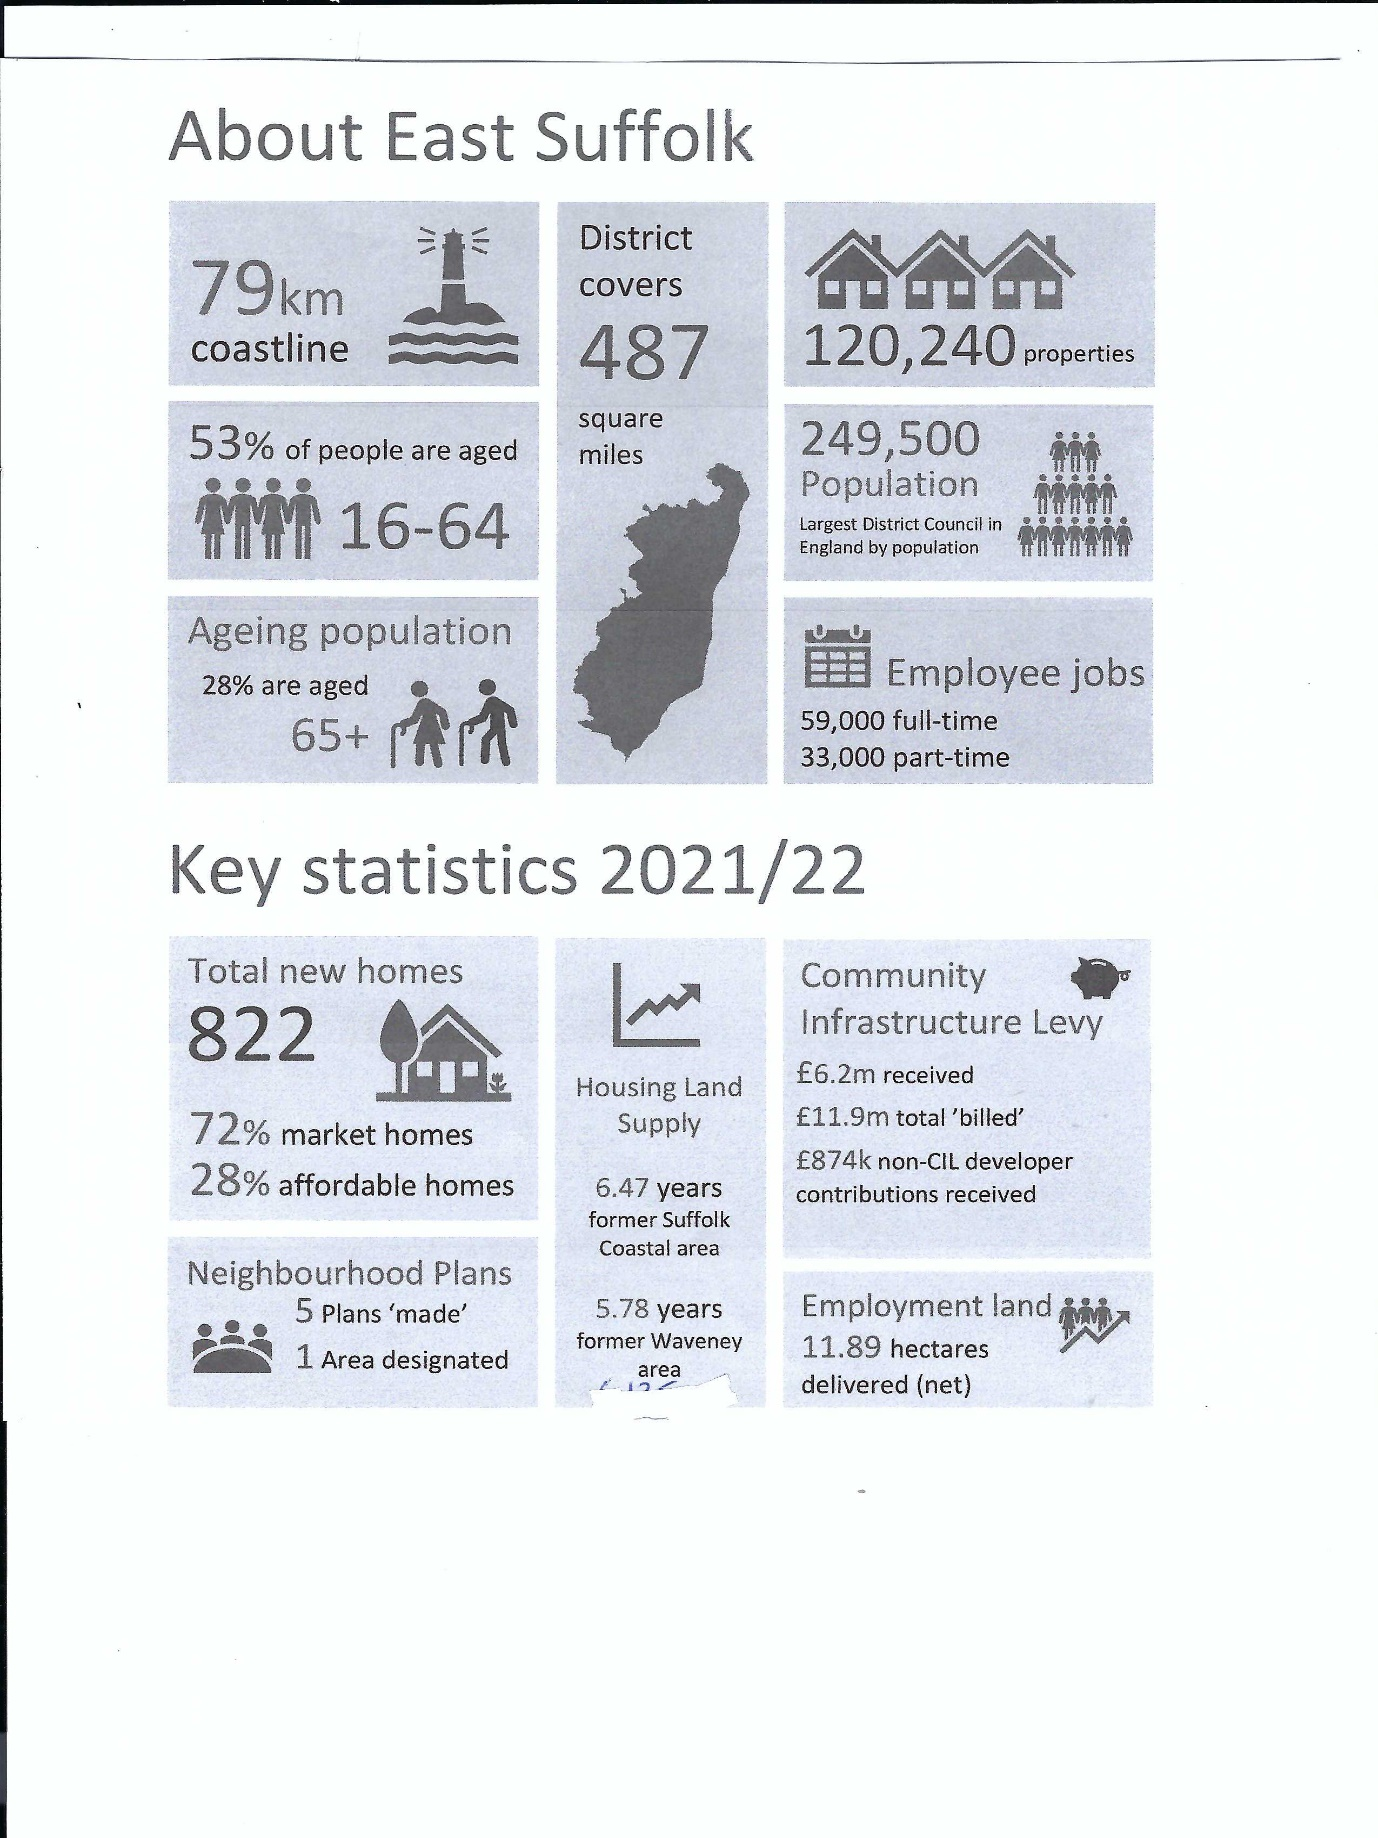 About East Suffolk
79km
coastline
53% of people are aged
16-64
Ageing population
28% are aged
65+
District
covers
487
square
miles
120,240 properties
249,500
Population
Largest District Council in
England by population
Employee jobs
59,000 full-time
33,000 part-time
Key statistics 2021/22
Total new homes
822
72% market homes
28% affordable homes
Neighbourhood Plans
5 Plans ‘made’
1 Area designated
Housing Land
Supply
6.47 years
former Suffolk
Coastal area
5.78 years
former Waveney
area
Community
Infrastructure Levy
£6.2m received
£11.9m total ’billed’
£874k non-CIL developer
contributions received
Employment land
11.89 hectares
delivered (net)